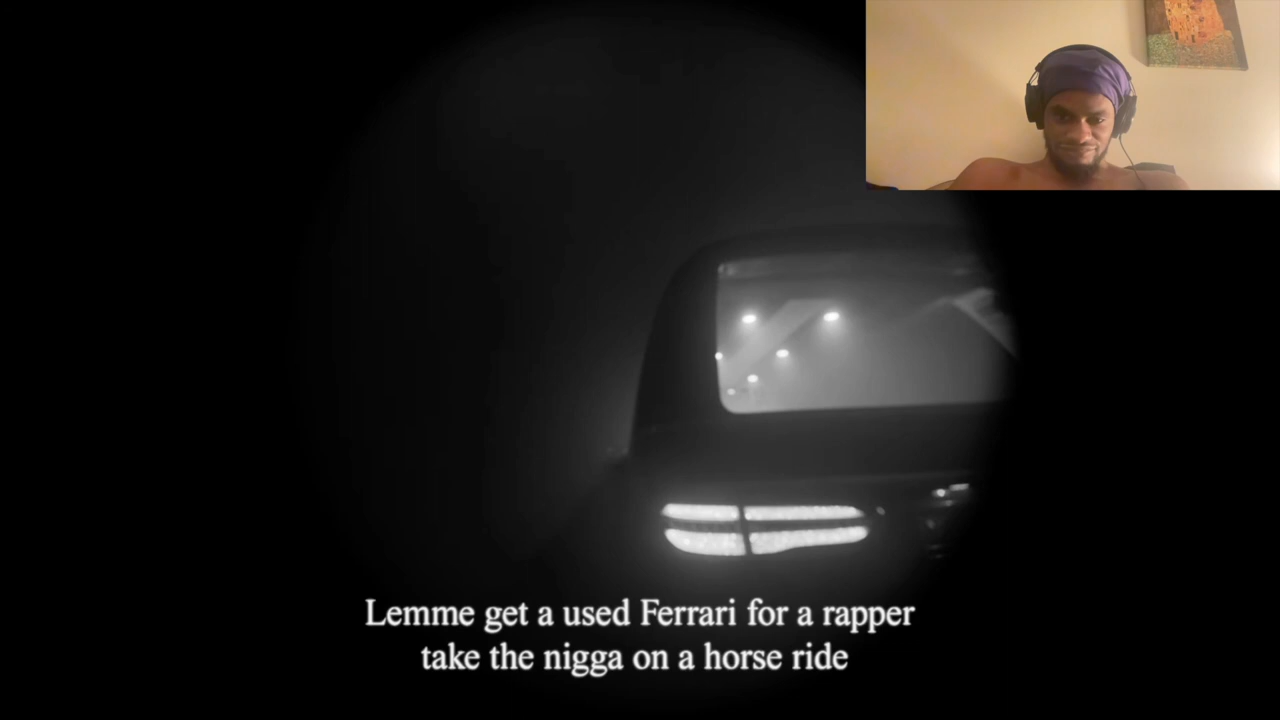 Lemme get a used Ferrari for a rapper
take the nigga on a horse ride